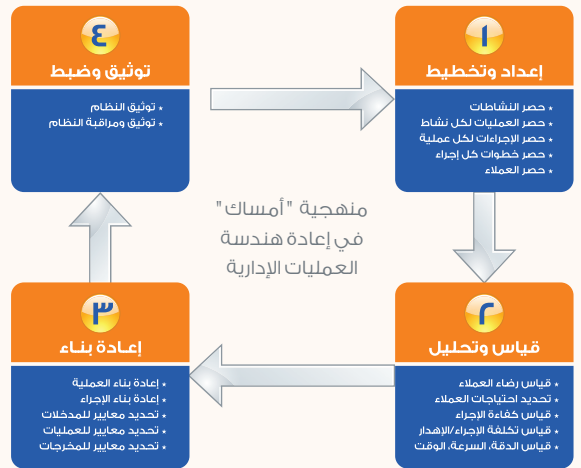 ١
إعداد وتخطيط
* حصر النشاطات
* حصر العمليات لكل نشاط
* حصر الإجراءات لكل عملية
* حصر خطوات كل إجراء
* حصر العملاء
٤
توثيق وضبط
* توثيق النظام
* توثيق ومراقبة النظام
منهجية "أمساك"
في إعادة هندسة
العمليات الإدارية
٢
قياس وتحليل
* قياس رضاء العملاء
* تحديد احتياجات العملاء
* قياس كفاءة الإجراء
* قياس تكلفة الإجراء/الإهدار
* قياس الدقة، السرعة، الوقت
٣
إعـادة بـنـاء
* إعادة بناء العملية
* إعادة بناء الإجراء
* تحديد معايير للمدخلات
* تحديد معايير للعمليات
* تحديد معايير للمخرجات